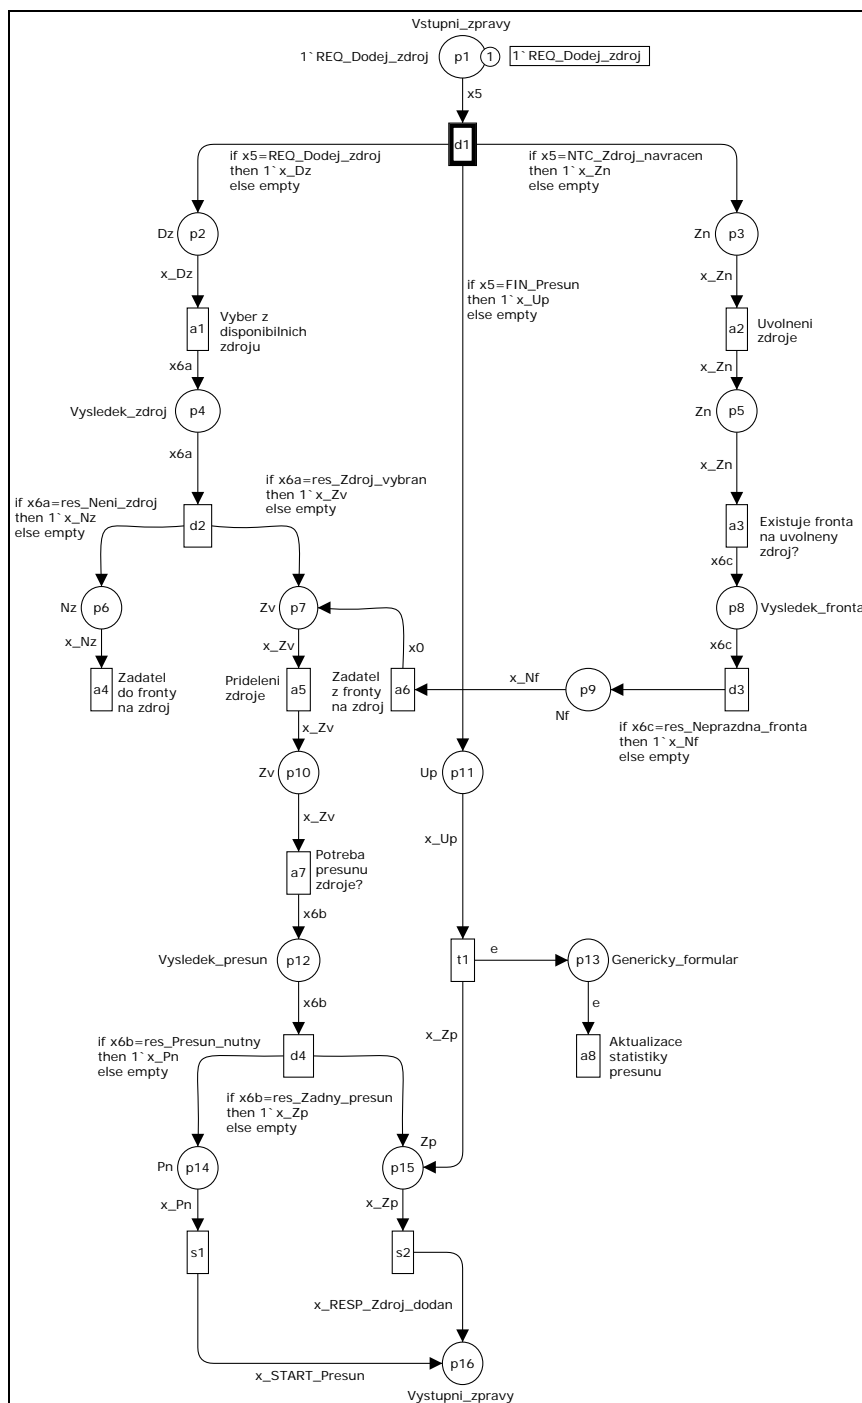 Vstupni_zpravy
1`REQ_Dodej_zdroj
p1
1
1`REQ_Dodej_zdroj
x5
d1
if x5=REQ_Dodej_zdroj
then 1`x_Dz
else empty
if x5=NTC_Zdroj_navracen
then 1`x_Zn
else empty
Dz
p2
Zn
p3
x_Dz
x_Zn
if x5=FIN_Presun
then 1`x_Up
else empty
a1
Vyber z
disponibilnich
zdroju
a2
Uvolneni
zdroje
x6a
x_Zn
Vysledek_zdroj
p4
Zn
p5
x6a
x_Zn
if x6a=res_Neni_zdroj
then 1`x_Nz
else empty
if x6a=res_Zdroj_vybran
then 1`x_Zv
else empty
d2
a3
Existuje fronta
na uvolneny
zdroj?
x6c
Nz
p6
Zv
p7
p8
Vysledek_fronta
x_Nz
x_Zv
x0
x6c
a4
Zadatel
do fronty
na zdroj
Prideleni
zdroje
a5
Zadatel
z fronty
na zdroj
a6
x_Nf
p9
Nf
d3
x_Zv
if x6c=res_Neprazdna_fronta
then 1`x_Nf
else empty
Zv
p10
Up
p11
x_Zv
x_Up
a7
Potreba
presunu
zdroje?
x6b
Vysledek_presun
p12
t1
e
p13
Genericky_formular
x6b
e
x_Zp
if x6b=res_Presun_nutny
then 1`x_Pn
else empty
d4
a8
Aktualizace
statistiky
presunu
if x6b=res_Zadny_presun
then 1`x_Zp
else empty
Zp
Pn
p14
p15
x_Pn
x_Zp
s1
s2
x_RESP_Zdroj_dodan
p16
x_START_Presun
Vystupni_zpravy